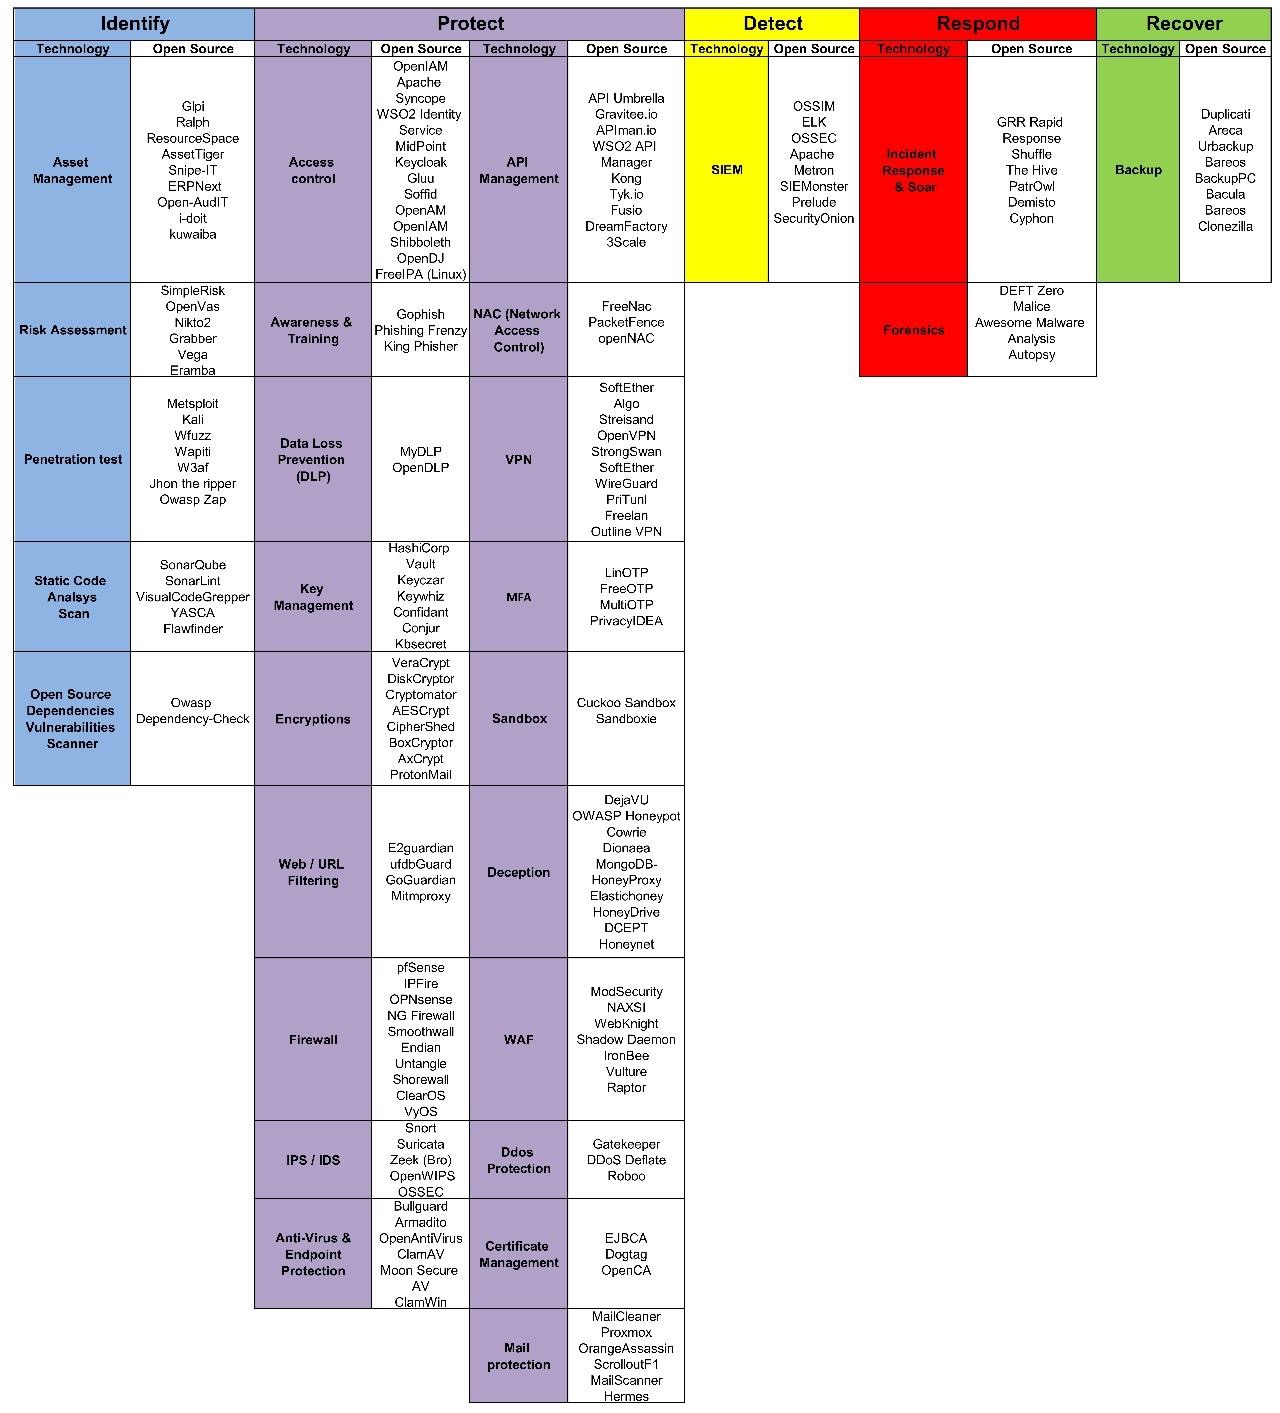 Identify
Protect
Detect
Respond
Recover
Technology
Open Source
Technology
Open Source
Technology
Open Source
Technology
Open Source
Technology
Open Source
Technology
Open Source
Asset
Management
Glpi
Ralph
ResourceSpace
AssetTiger
Snipe-IT
ERPNext
Open-AudIT
i-doit
kuwaiba
Access
control
OpenIAM
Apache
Syncope
WSO2 Identity
Service
MidPoint
Keycloak
Gluu
Soffid
OpenAM
OpenIAM
Shibboleth
OpenDJ
FreeIPA (Linux)
API
Management
API Umbrella
Gravitee.io
APIman.io
WSO2 API
Manager
Kong
Tyk.io
Fusio
DreamFactory
3Scale
SIEM
OSSIM
ELK
OSSEC
Apache
Metron
SIEMonster
Prelude
SecurityOnion
Incident
Response
& Soar
GRR Rapid
Response
Shuffle
The Hive
PatrOwl
Demisto
Cyphon
Backup
Duplicati
Areca
Urbackup
Bareos
BackupPC
Bacula
Bareos
Clonezilla
Risk Assessment
SimpleRisk
OpenVas
Nikto2
Grabber
Vega
Eramba
Awareness &
Training
Gophish
Phishing Frenzy
King Phisher
NAC (Network
Access
Control)
FreeNac
PacketFence
openNAC
Forensics
DEFT Zero
Malice
Awesome Malware
Analysis
Autopsy
Penetration test
Metsploit
Kali
Wfuzz
Wapiti
W3af
Jhon the ripper
Owasp Zap
Data Loss
Prevention
(DLP)
MyDLP
OpenDLP
VPN
SoftEther
Algo
Streisand
OpenVPN
StrongSwan
SoftEther
WireGuard
PriTunl
Freelan
Outline VPN
Static Code
Analsys
Scan
SonarQube
SonarLint
VisualCodeGrepper
YASCA
Flawfinder
Key
Management
HashiCorp
Vault
Keyczar
Keywhiz
Confidant
Conjur
Kbsecret
MFA
LinOTP
FreeOTP
MultiOTP
PrivacyIDEA
Open Source
Dependencies
Vulnerabilities
Scanner
Owasp
Dependency-Check
Encryptions
VeraCrypt
DiskCryptor
Cryptomator
AESCrypt
CipherShed
BoxCryptor
AxCrypt
ProtonMail
Sandbox
Cuckoo Sandbox
Sandboxie
Web / URL
Filtering
E2guardian
ufdbGuard
GoGuardian
Mitmproxy
Deception
DejaVU
OWASP Honeypot
Cowrie
Dionaea
MongoDB-
HoneyProxy
Elastichoney
HoneyDrive
DCEPT
Honeynet
Firewall
pfSense
IPFire
OPNsense
NG Firewall
Smoothwall
Endian
Untangle
Shorewall
ClearOS
VyOS
WAF
ModSecurity
NAXSI
WebKnight
Shadow Daemon
IronBee
Vulture
Raptor
IPS / IDS
Snort
Suricata
Zeek (Bro)
OpenWIPS
OSSEC
Ddos
Protection
Gatekeeper
DDoS Deflate
Roboo
Anti-Virus &
Endpoint
Protection
Bullguard
Armadito
OpenAntiVirus
ClamAV
Moon Secure
AV
ClamWin
Certificate
Management
EJBCA
Dogtag
OpenCA
Mail
protection
MailCleaner
Proxmox
OrangeAssassin
ScrolloutF1
MailScanner
Hermes